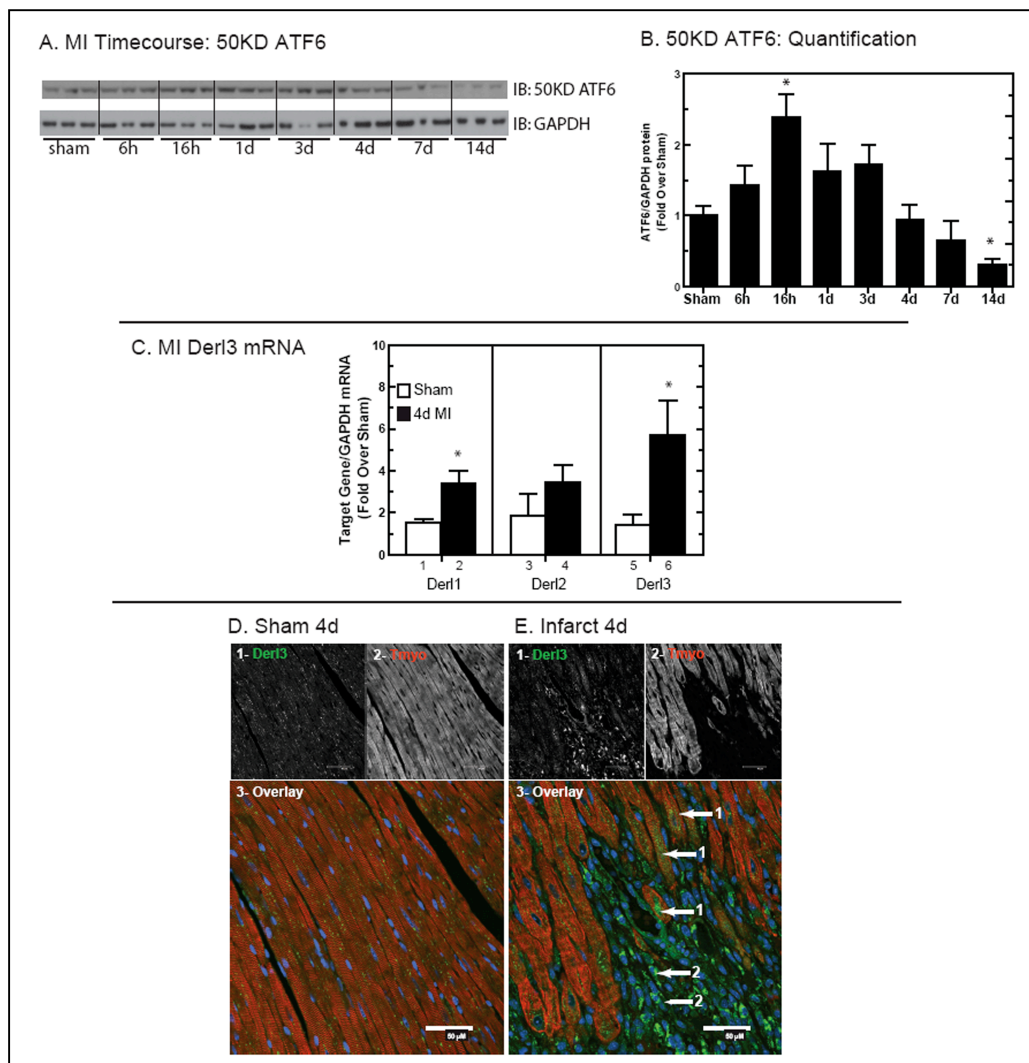 A. MI Timecourse: 50KD ATF6
IB: 50KD ATF6
IB: GAPDH
sham 6h 16h 1d 3d 4d 7d 14d
B. 50KD ATF6: Quantification
ATF6/GAPDH protein
(Fold Over Sham)
3
2
1
0
*
*
Sham 6h 16h 1d 3d 4d 7d 14d
C. MI Derl3 mRNA
Target Gene/GAPDH mRNA
(Fold Over Sham)
10
8
6
4
2
0
Sham
4d MI
*
*
1 2 3 4 5 6
Derl1 Derl2 Derl3
D. Sham 4d
1- Derl3
2- Tmyo
3- Overlay
50 µM
E. Infarct 4d
1- Derl3
2- Tmyo
3- Overlay
1
1
1
2
2
50 µM